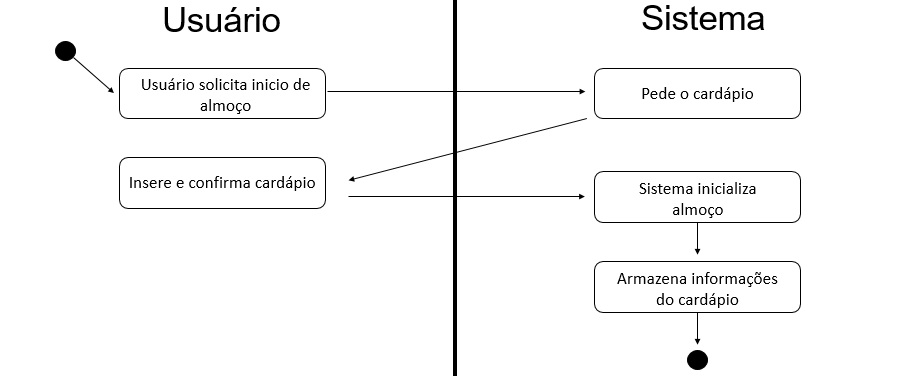 Usuário
Sistema
Usuário solicita inicio de
almoço
Pede o cardápio
Insere e confirma cardápio
Sistema inicializa
almoço
Armazena informações
do cardápio